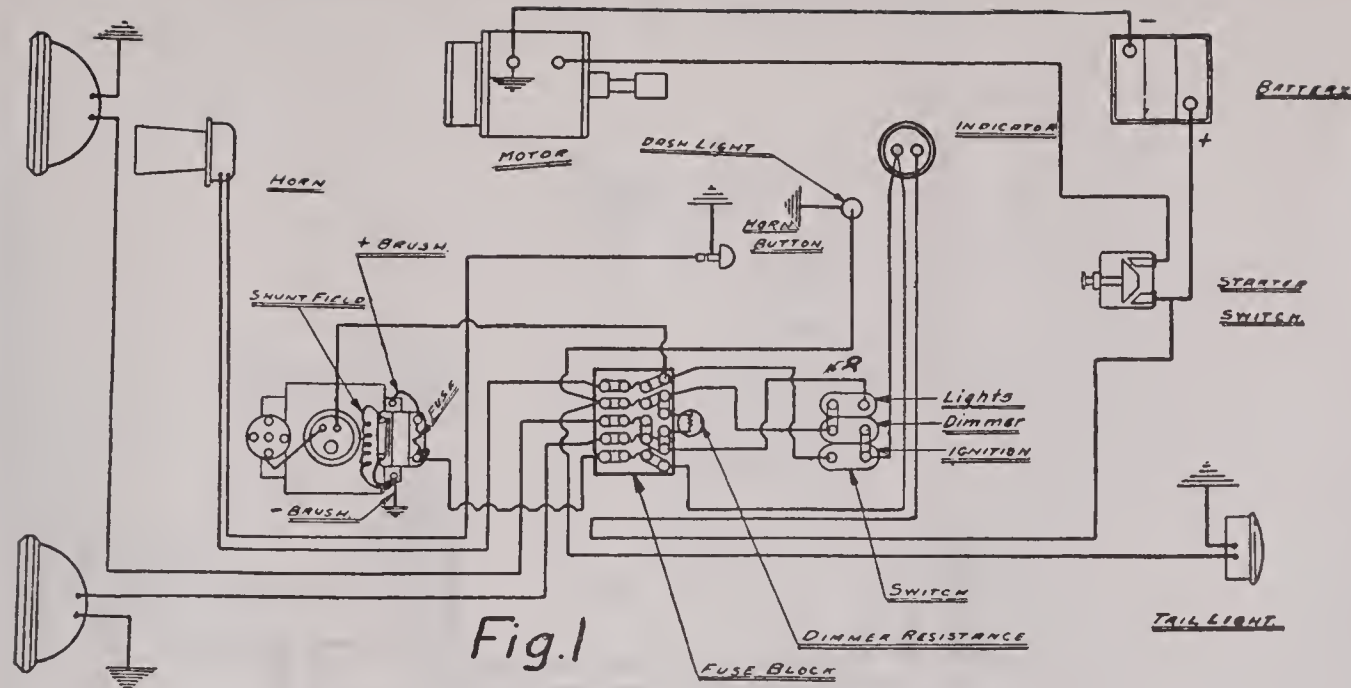 -
BATTERY
+
INDICATOR
DASH LIGHT
MOTOR
HORN
HORN
BUTTON
+ BRUSH.
SHUNT FIELD
FUSE
STARTER
SWITCH.
Lights
Dimmer
IGNITION
- BRUSH.
SWITCH
TAIL LIGHT.
DIMMER RESISTANCE
Fig.1
FUSE BLOCK